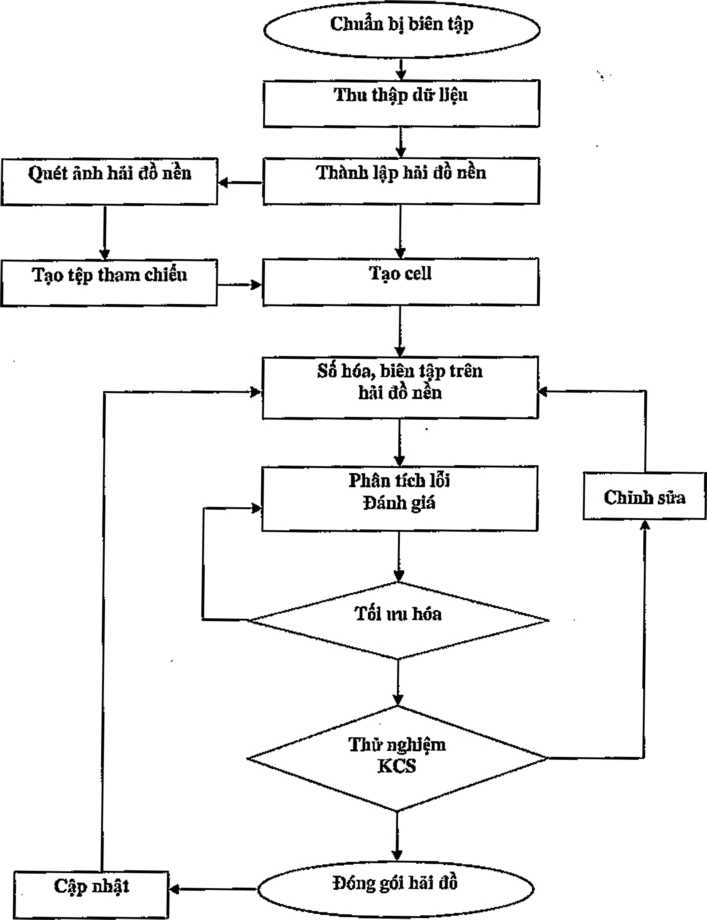 Chuẩn bị biên tập
Thu thập dữ liệu
Quét ảnh hải đồ nền
Thành lập hải đồ nền
Tạo tệp tham chiếu
Tạo cell
Số hóa, biên tập trên
hải đồ nền
Phân tích lỗi
Đánh giá
Chỉnh sửa
Tối ưu hóa
Thử nghiệm
KCS
Cập nhật
Đóng gói hải đồ